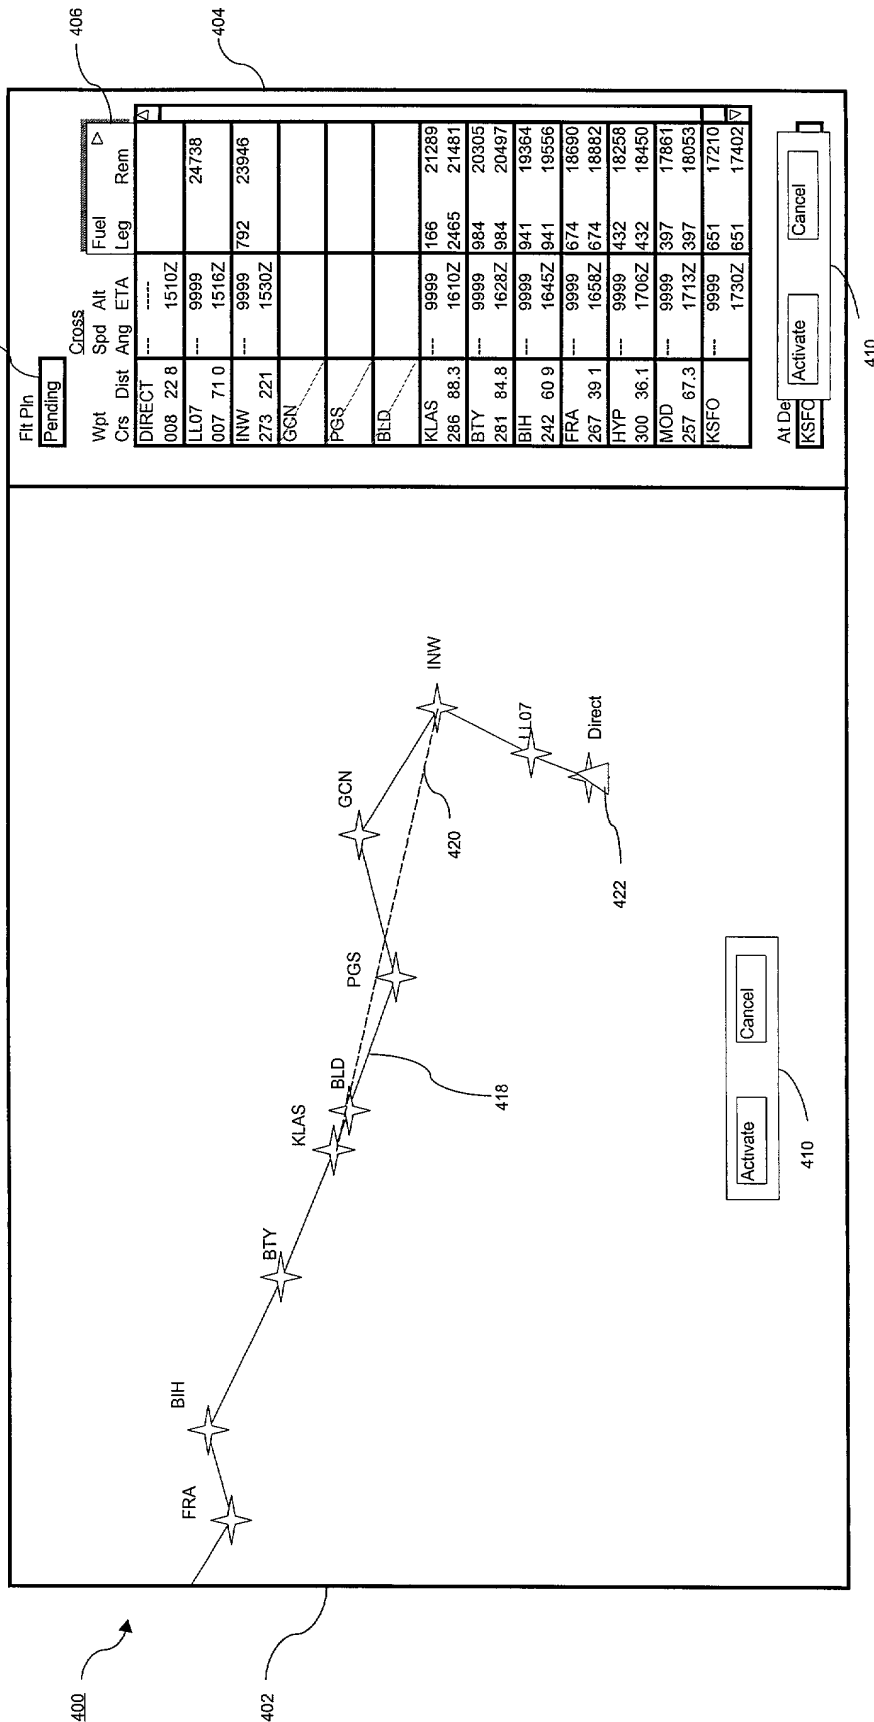 400
402
404
406
Flt Pln
Pending
Cross
Wpt Spd Alt Fuel
Crs Dist Ang ETA Leg Rem
DIRECT ---- -----
008 22 8 1510Z
LL07 ---- 9999
007 71 0 1516Z 24738
INW ---- 9999 792 23946
273 221 1530Z
GCN
PGS
BLD
KLAS ---- 9999 166 21289
286 88.3 1610Z 2465 21481
BTY ---- 9999 984 20305
281 84.8 1628Z 984 20497
BIH ---- 9999 941 19364
242 60 9 1645Z 941 19556
FRA ---- 9999 674 18690
267 39 1 1658Z 674 18882
HYP ---- 9999 432 18258
300 36.1 1706Z 432 18450
MOD ---- 9999 397 17861
257 67.3 1713Z 397 18053
KSFO ---- 9999 651 17210
1730Z 651 17402
At De
KSFO
Activate Cancel
410
FRA
BIH
BTY
KLAS
BLD
PGS
GCN
INW
LL07
Direct
418
420
422
Activate Cancel
410